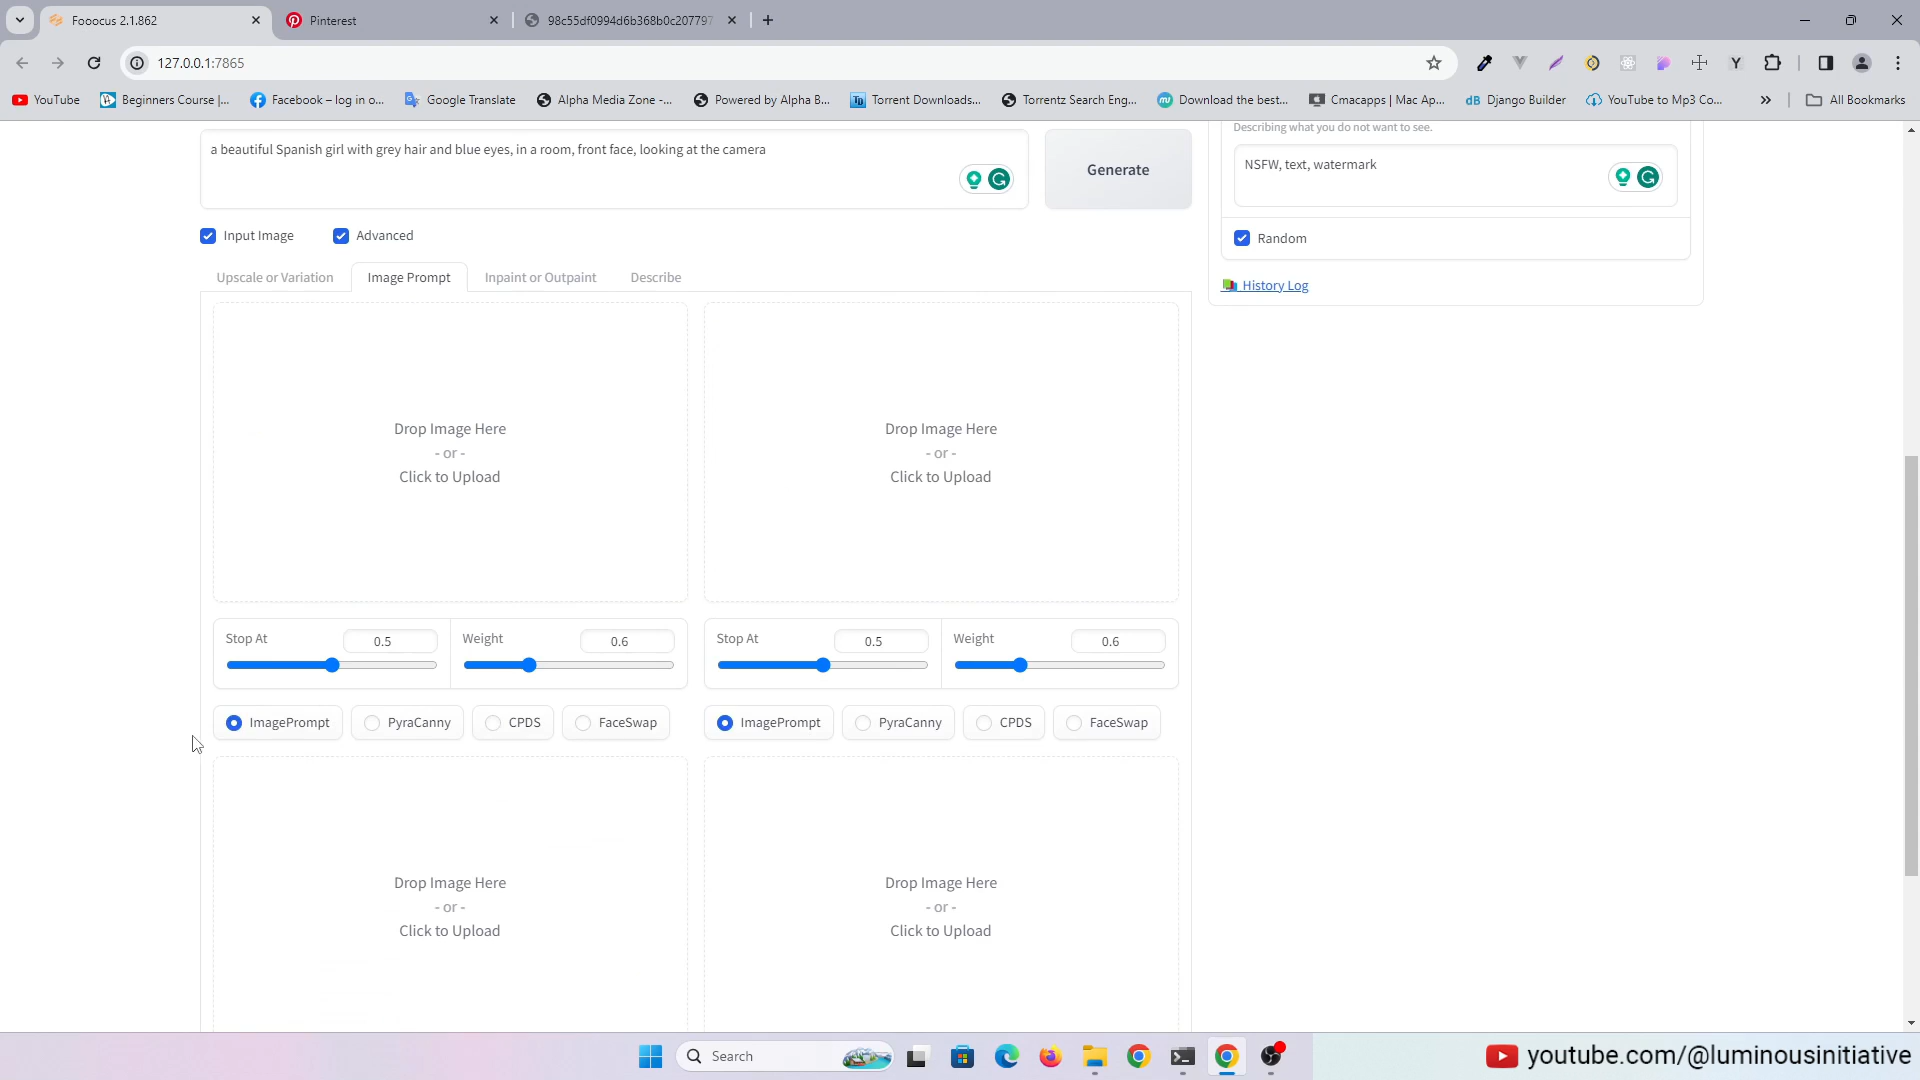 Fooocus 2.1.862
Pinterest
98c55df0994d6b368b0c207797
127.0.0.1:7865
YouTube
Beginners Course |...
Facebook – log in o...
Google Translate
Alpha Media Zone -...
Powered by Alpha B...
Torrent Downloads...
Torrentz Search Eng...
Download the best...
Cmacapps | Mac Ap...
Django Builder
YouTube to Mp3 Co...
All Bookmarks
Describing what you do not want to see.
a beautiful Spanish girl with grey hair and blue eyes, in a room, front face, looking at the camera
Generate
NSFW, text, watermark
Input Image
Advanced
Random
Upscale or Variation
Image Prompt
Inpaint or Outpaint
Describe
History Log
Drop Image Here
- or -
Click to Upload
Drop Image Here
- or -
Click to Upload
Stop At
0.5
Weight
0.6
Stop At
0.5
Weight
0.6
ImagePrompt
PyraCanny
CPDS
FaceSwap
ImagePrompt
PyraCanny
CPDS
FaceSwap
Drop Image Here
- or -
Click to Upload
Drop Image Here
- or -
Click to Upload
Search
youtube.com/@luminousinitiative